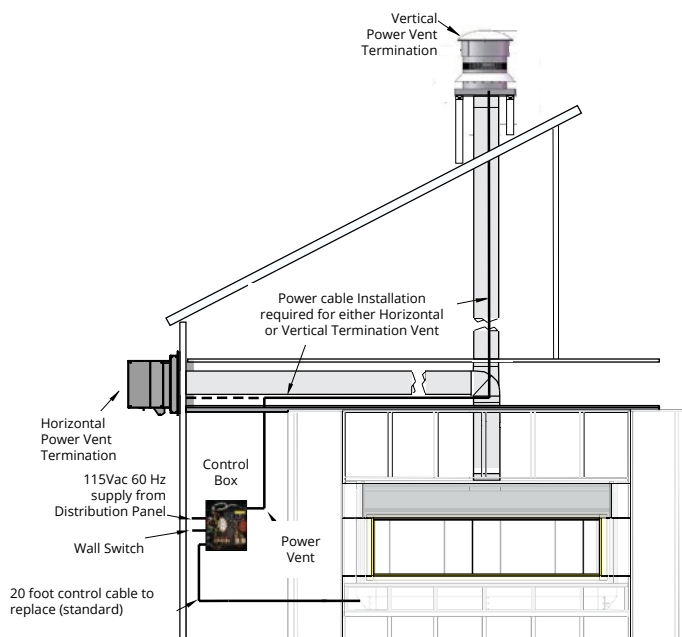 Vertical
Power Vent
Termination
Power cable Installation
required for either Horizontal
or Vertical Termination Vent
Horizontal
Power Vent
Termination
Control
Box
115Vac 60 Hz
supply from
Distribution Panel
Wall Switch
Power
Vent
20 foot control cable to
replace (standard)